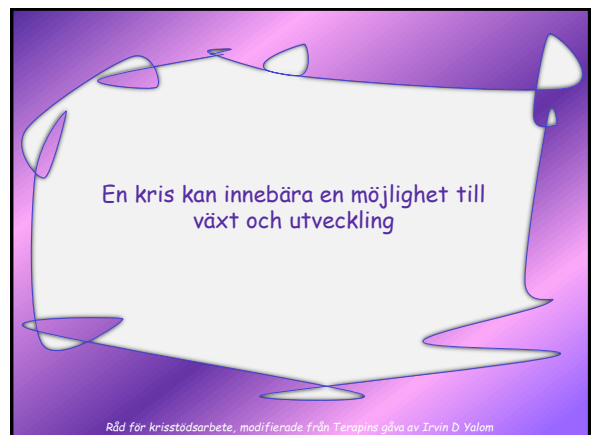 En kris kan innebära en möjlighet till
växt och utveckling
Råd för krisstödsarbete, modifierade från Terapins gåva av Irvin D Yalom